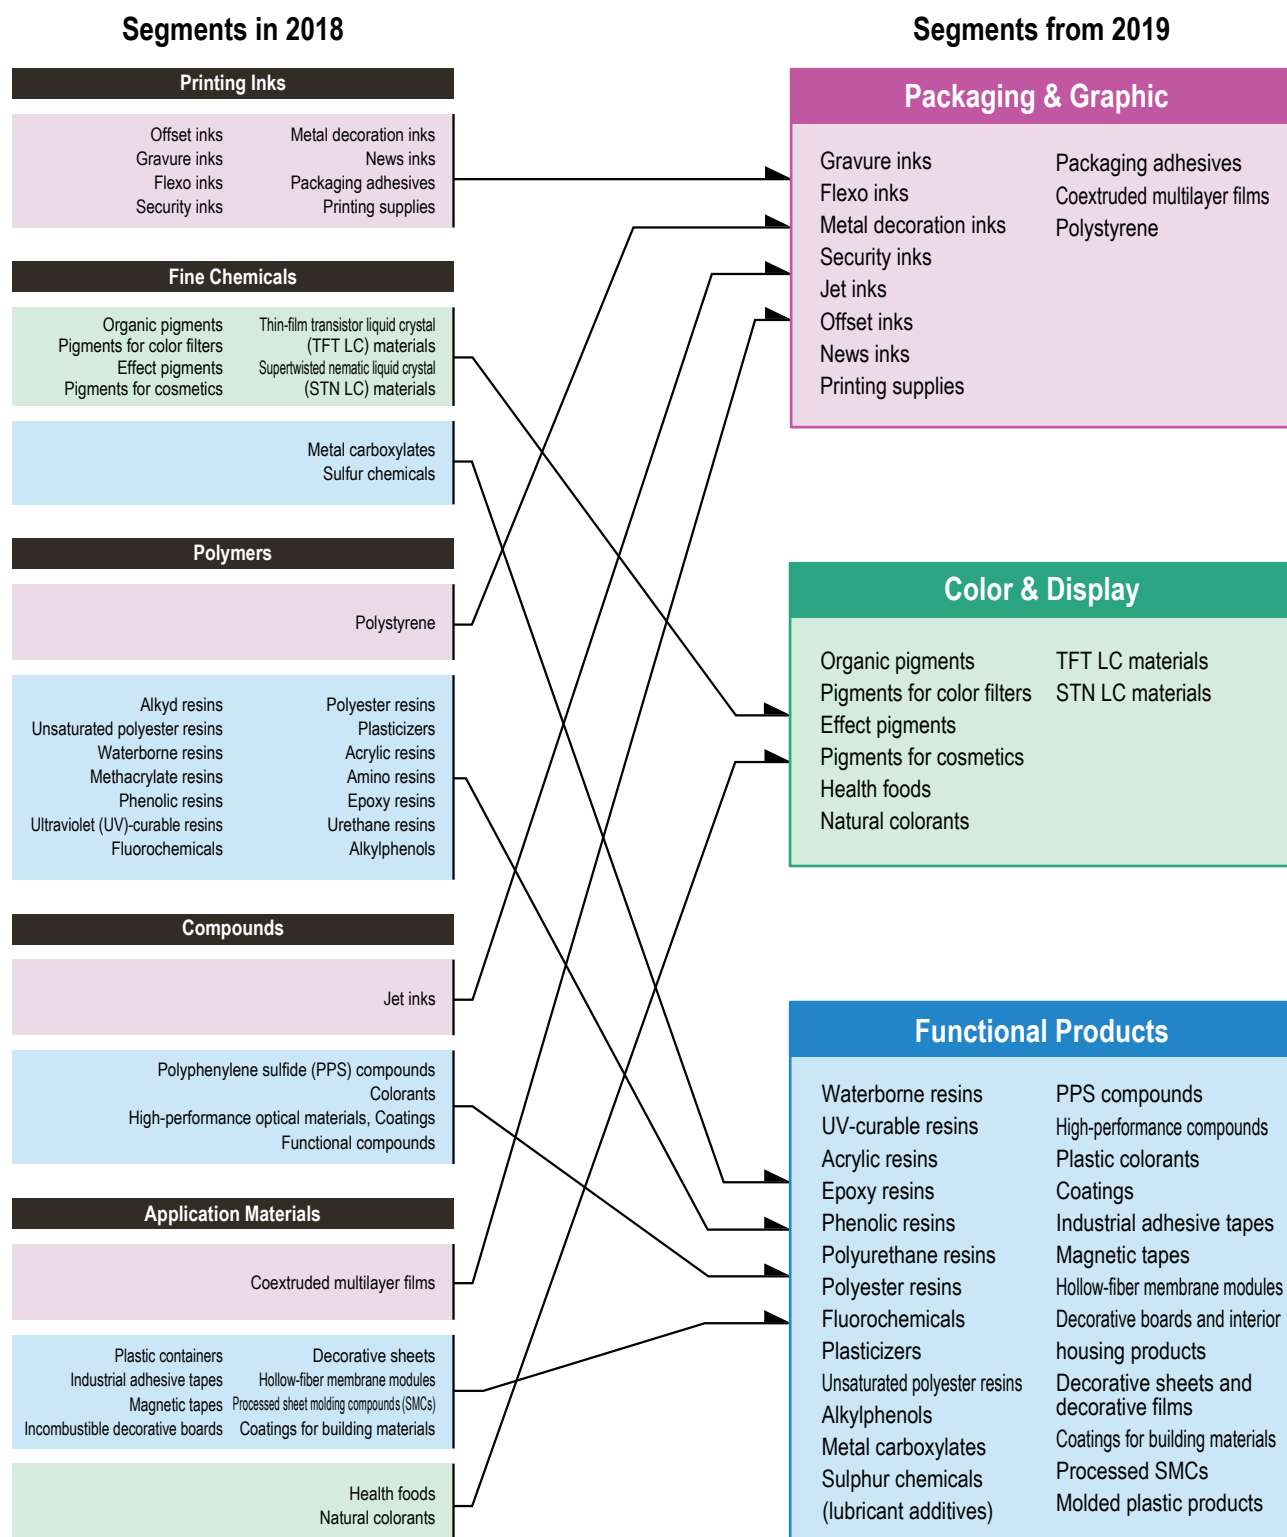 Segments in 2018
Printing Inks
Offset inks
Gravure inks
Flexo inks
Security inks
Metal decoration inks
News inks
Packaging adhesives
Printing supplies
Fine Chemicals
Organic pigments
Pigments for color filters
Effect pigments
Pigments for cosmetics
Thin-film transistor liquid crystal
(TFT LC) materials
Supertwisted nematic liquid crystal
(STN LC) materials
Metal carboxylates
Sulfur chemicals
Polymers
Polystyrene
Alkyd resins
Unsaturated polyester resins
Waterborne resins
Methacrylate resins
Phenolic resins
Ultraviolet (UV)-curable resins
Fluorochemicals
Polyester resins
Plasticizers
Acrylic resins
Amino resins
Epoxy resins
Urethane resins
Alkylphenols
Compounds
Jet inks
Polyphenylene sulfide (PPS) compounds
Colorants
High-performance optical materials, Coatings
Functional compounds
Application Materials
Coextruded multilayer films
Plastic containers
Industrial adhesive tapes
Magnetic tapes
Incombustible decorative boards
Decorative sheets
Hollow-fiber membrane modules
Processed sheet molding compounds (SMCs)
Coatings for building materials
Health foods
Natural colorants
Segments from 2019
Packaging & Graphic
Gravure inks
Flexo inks
Metal decoration inks
Security inks
Jet inks
Offset inks
News inks
Printing supplies
Packaging adhesives
Coextruded multilayer films
Polystyrene
Color & Display
Organic pigments
Pigments for color filters
Effect pigments
Pigments for cosmetics
Health foods
Natural colorants
TFT LC materials
STN LC materials
Functional Products
Waterborne resins
UV-curable resins
Acrylic resins
Epoxy resins
Phenolic resins
Polyurethane resins
Polyester resins
Fluorochemicals
Plasticizers
Unsaturated polyester resins
Alkylphenols
Metal carboxylates
Sulphur chemicals
(lubricant additives)
PPS compounds
High-performance compounds
Plastic colorants
Coatings
Industrial adhesive tapes
Magnetic tapes
Hollow-fiber membrane modules
Decorative boards and interior
housing products
Decorative sheets and
decorative films
Coatings for building materials
Processed SMCs
Molded plastic products